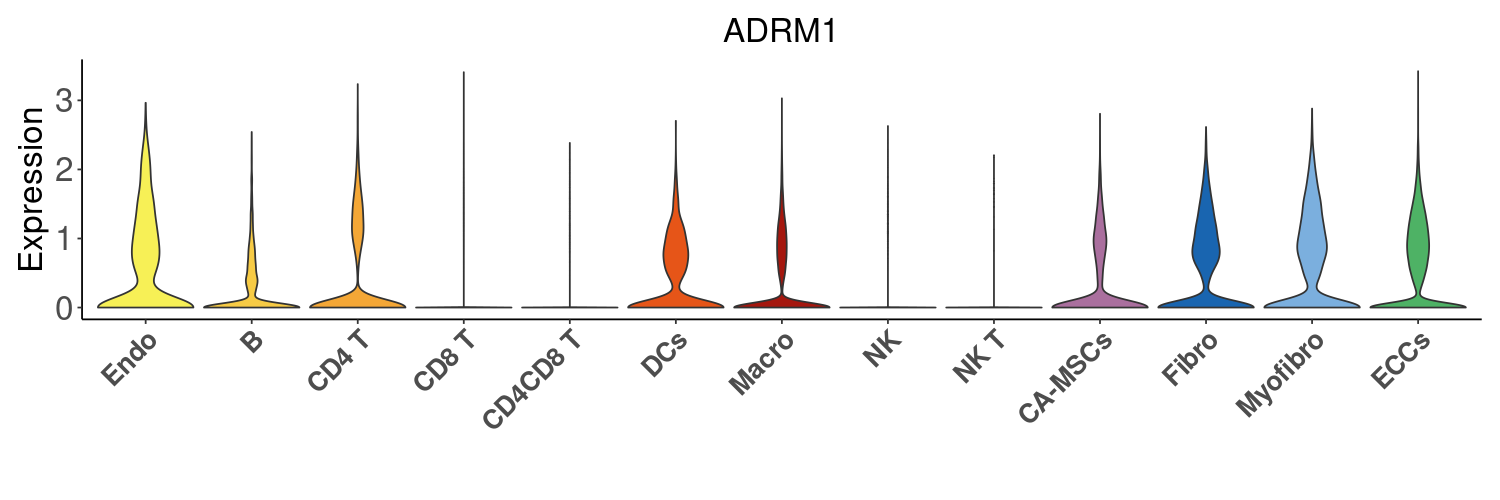 ADRM1
Expression
3
2
1
0
Endo
B
CD4 T
CD8 T
CD4CD8 T
DCs
Macro
NK
NK T
CA-MSCs
Fibro
Myofibro
ECCs